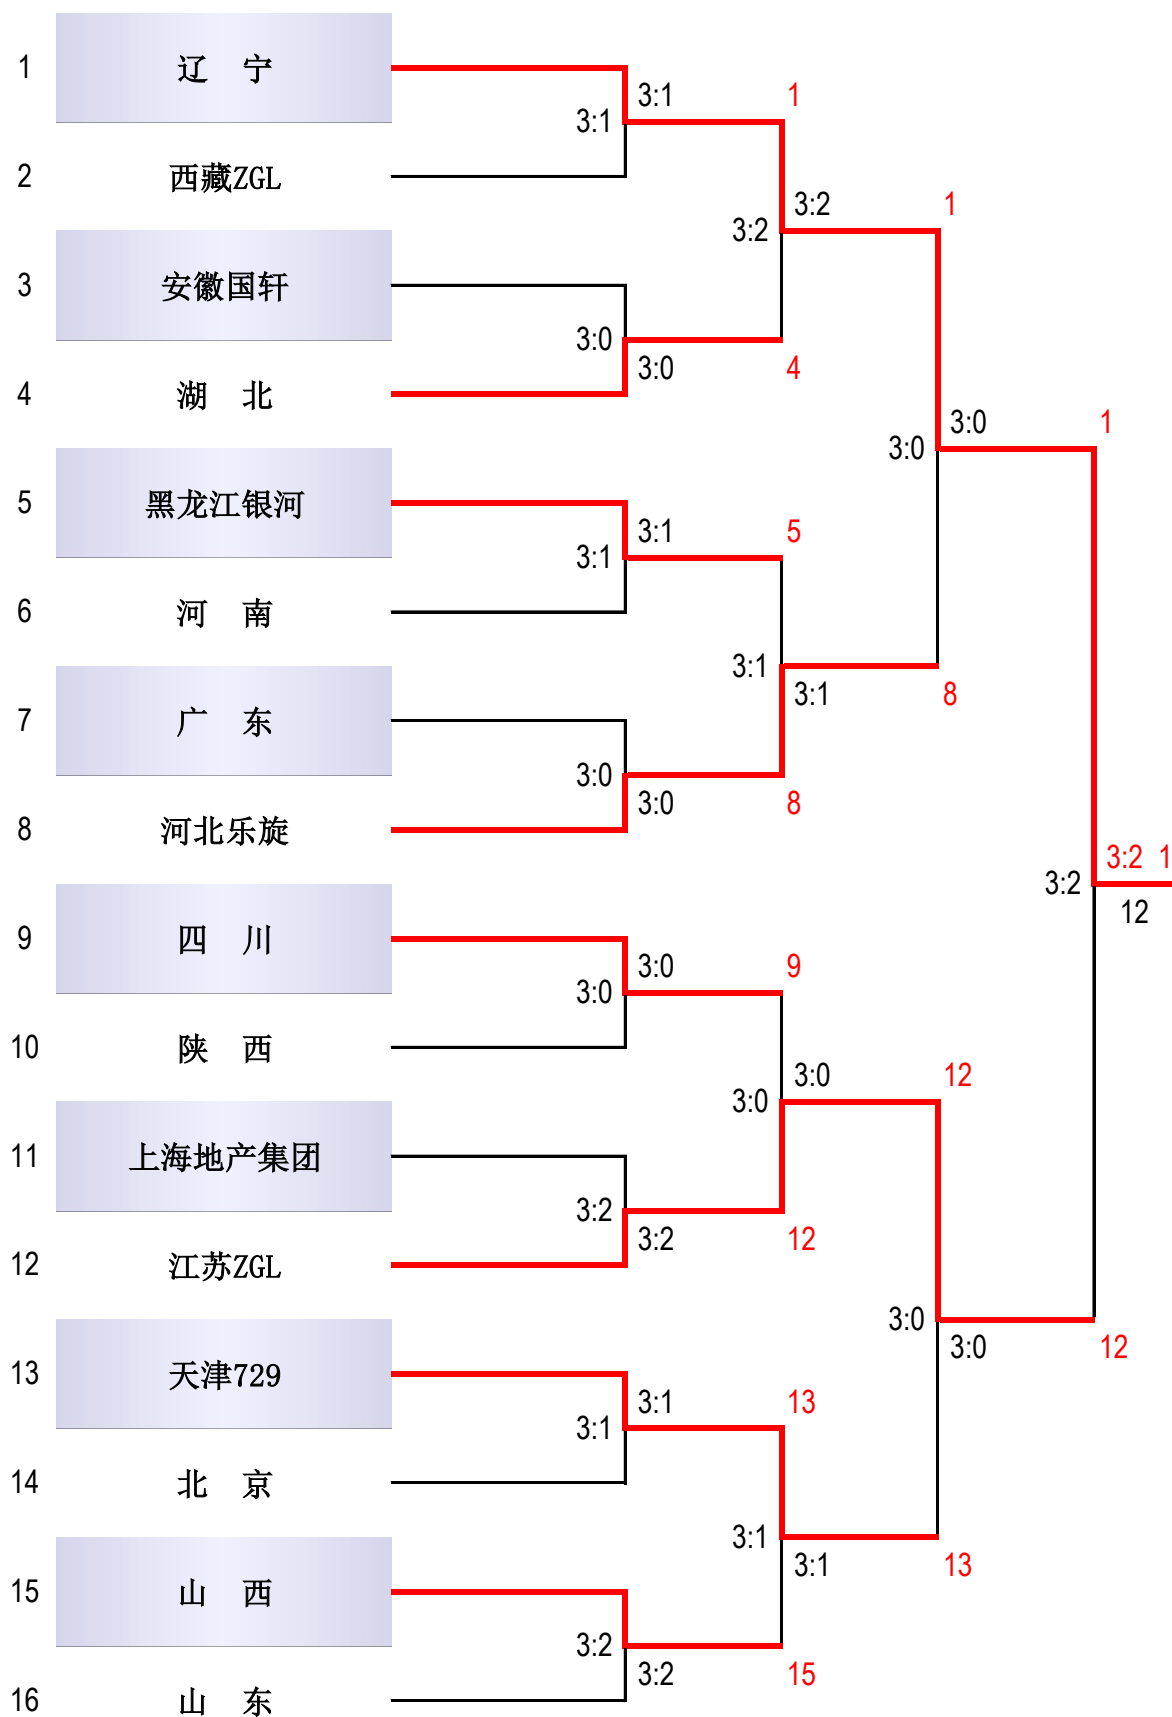 1 辽 宁
3:1 1
3:1
2 西藏ZGL
3:2 1
3:2
3 安徽国轩
3:0
3:0 4
4 湖 北
3:0 1
3:0
5 黑龙江银河
3:1 5
3:1
6 河 南
3:1
3:1 8
7 广 东
3:0
3:0 8
8 河北乐旋
3:2 1
3:2
12
9 四 川
3:0 9
3:0
10 陕 西
3:0 12
3:0
11 上海地产集团
3:2
3:2 12
12 江苏ZGL
3:0
3:0 12
13 天津729
3:1 13
3:1
14 北 京
3:1
3:1 13
15 山 西
3:2
3:2 15
16 山 东